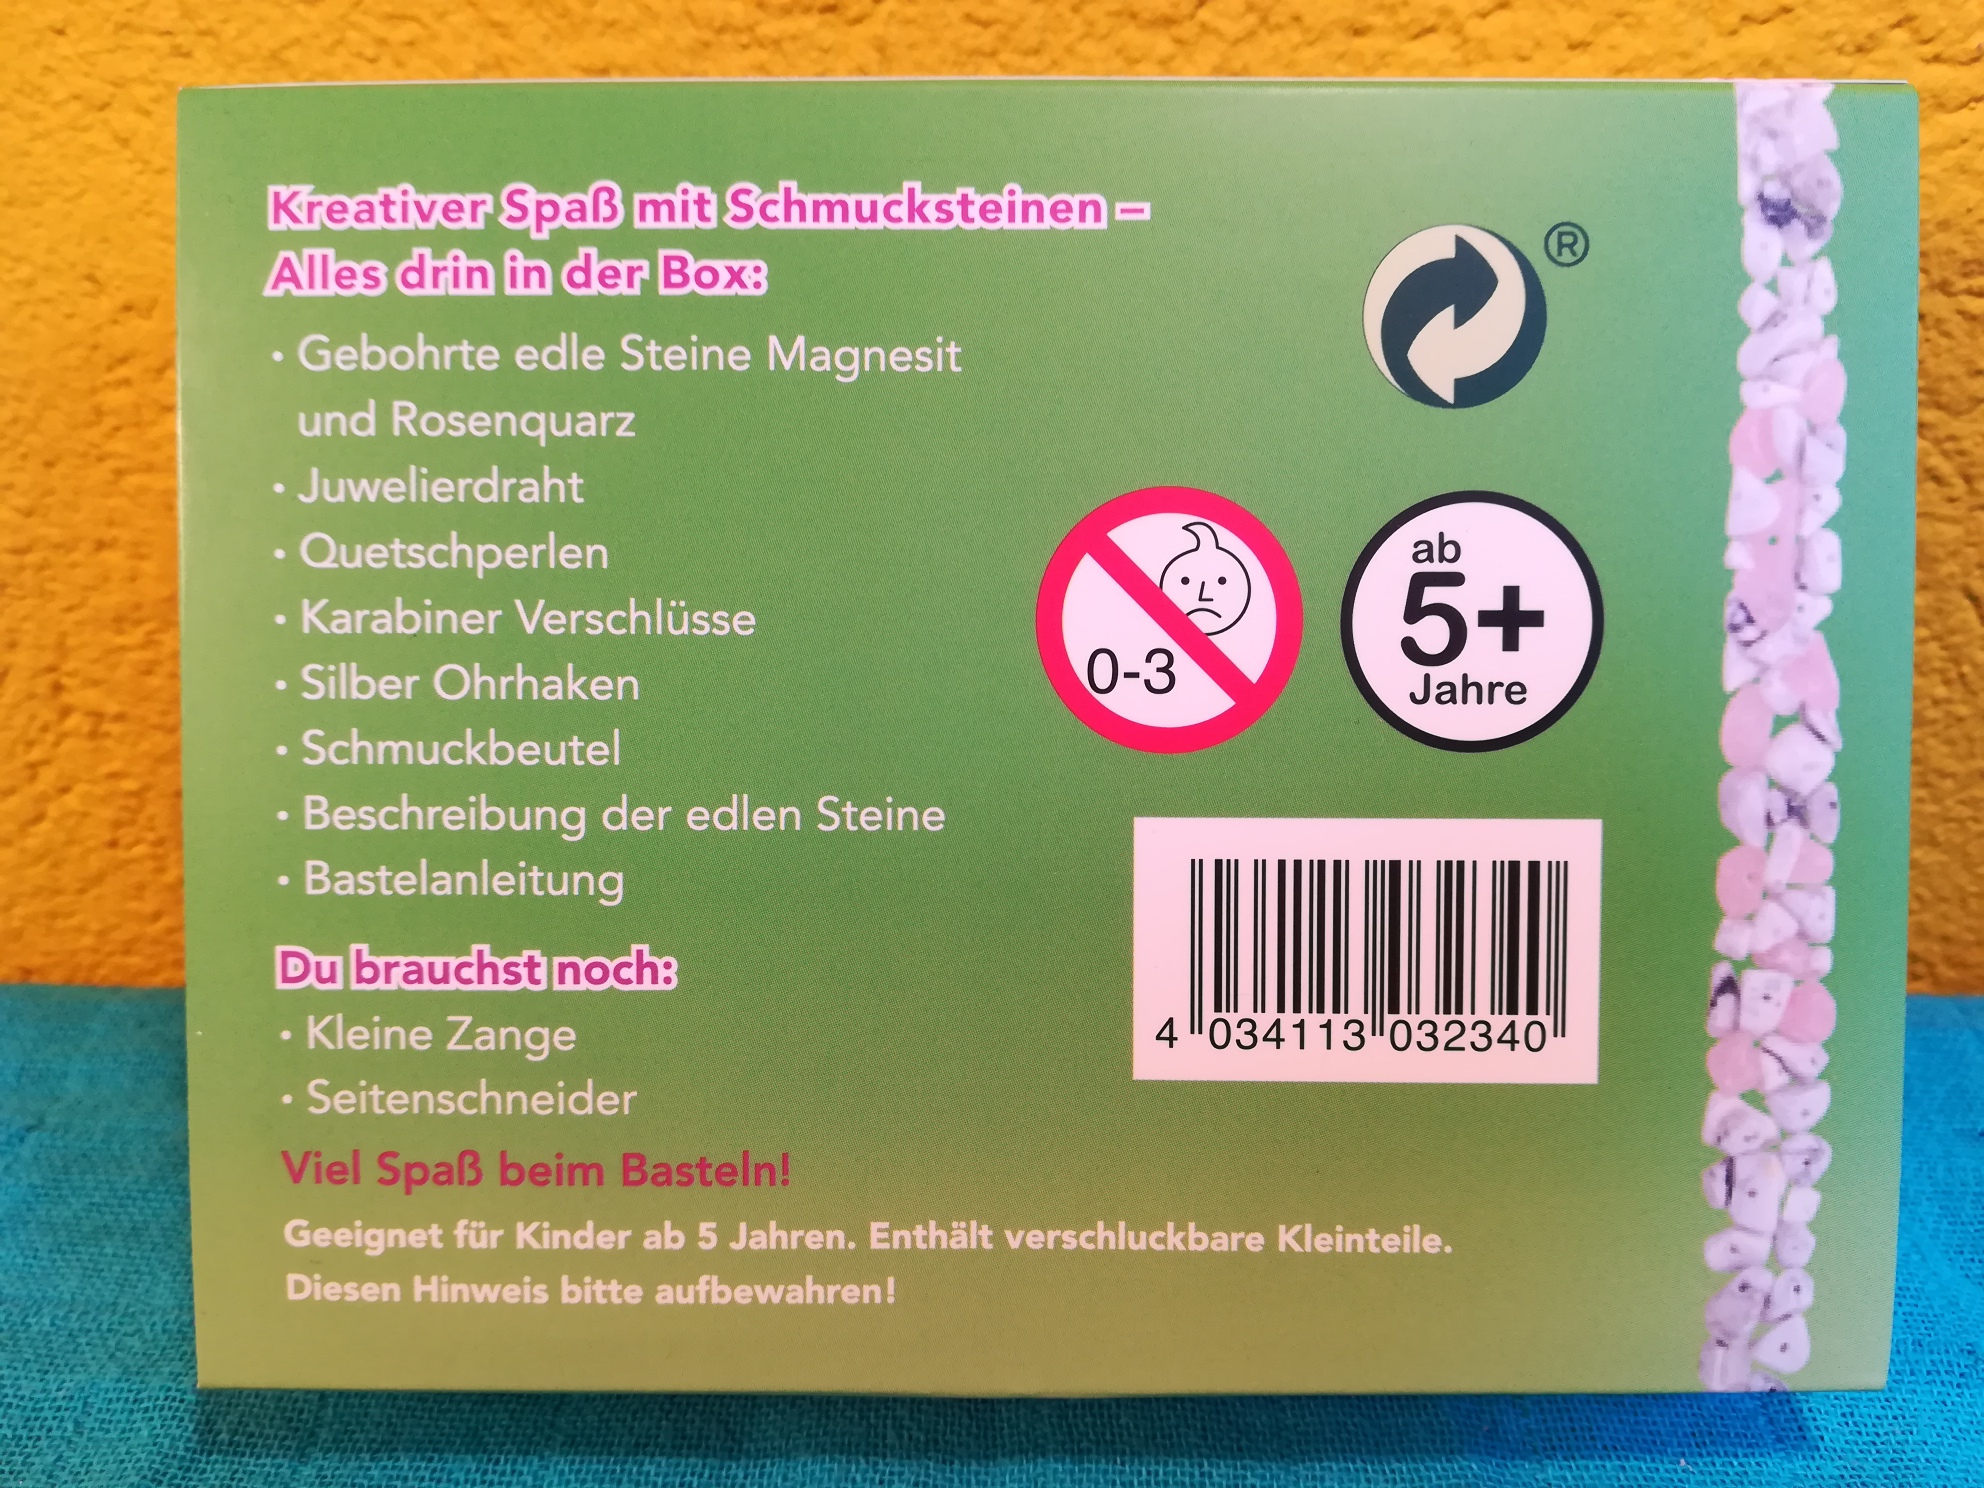 Kreativer Spaß mit Schmucksteinen –
Alles drin in der Box:
• Gebohrte edle Steine Magnesit
und Rosenquarz
• Juwelierdraht
• Quetschperlen
• Karabiner Verschlüsse
• Silber Ohrhaken
• Schmuckbeutel
• Beschreibung der edlen Steine
• Bastelanleitung
Du brauchst noch:
• Kleine Zange
• Seitenschneider
Viel Spaß beim Basteln!
Geeignet für Kinder ab 5 Jahren. Enthält verschluckbare Kleinteile.
Diesen Hinweis bitte aufbewahren!
®
0-3
ab
5+
Jahre
4 034113 032340